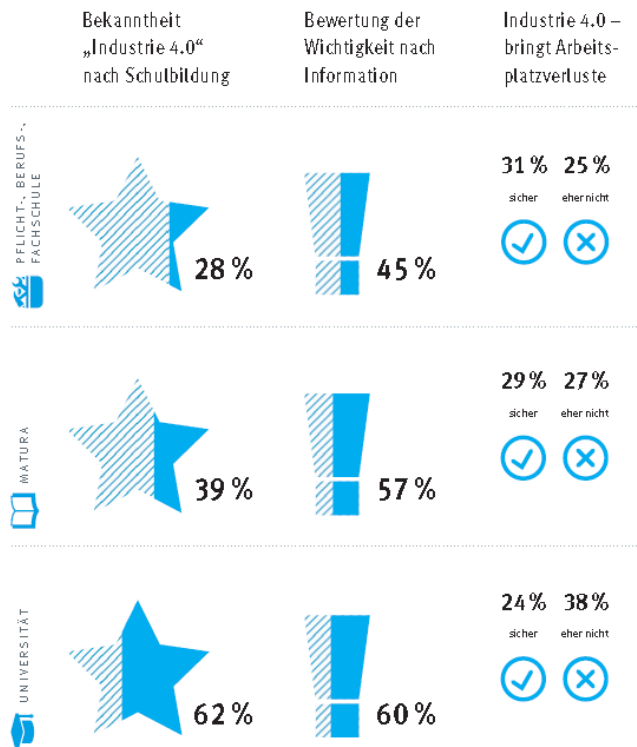 Bekanntheit
„Industrie 4.0“
nach Schulbildung
Bewertung der
Wichtigkeit nach
Information
Industrie 4.0 –
bringt Arbeits-
platzverluste
PFLICHT-, BERUFS-,
FACHSCHULE
28 %
45 %
31 % 25 %
sicher eher nicht
MATURA
39 %
57 %
29 % 27 %
sicher eher nicht
UNIVERSITÄT
62 %
60 %
24 % 38 %
sicher eher nicht